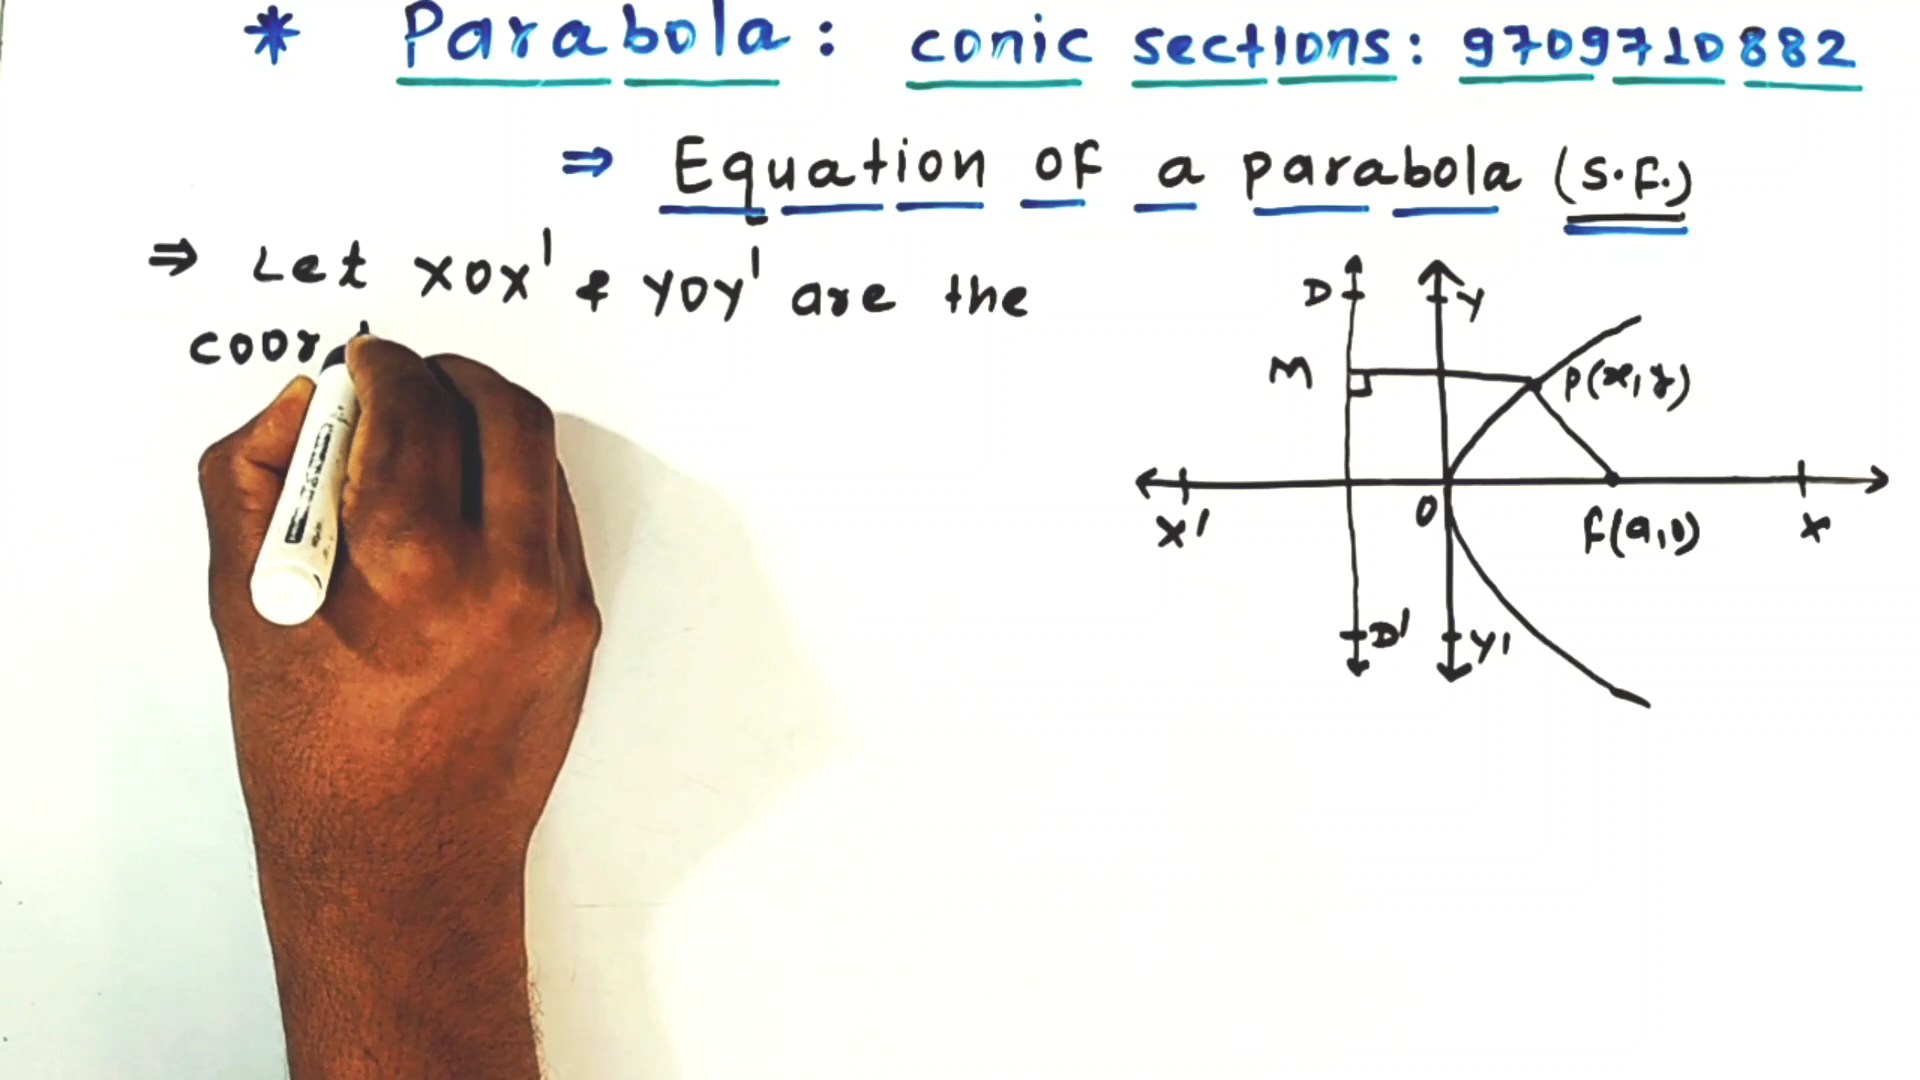 * Parabola: conic sections: 9709710882
⇒ Equation of a parabola (S.F.)
⇒ Let XOX' & YOY' are the
coor
D
Y
M
P(x,y)
X'
O
F(a,0)
X
D'
Y'